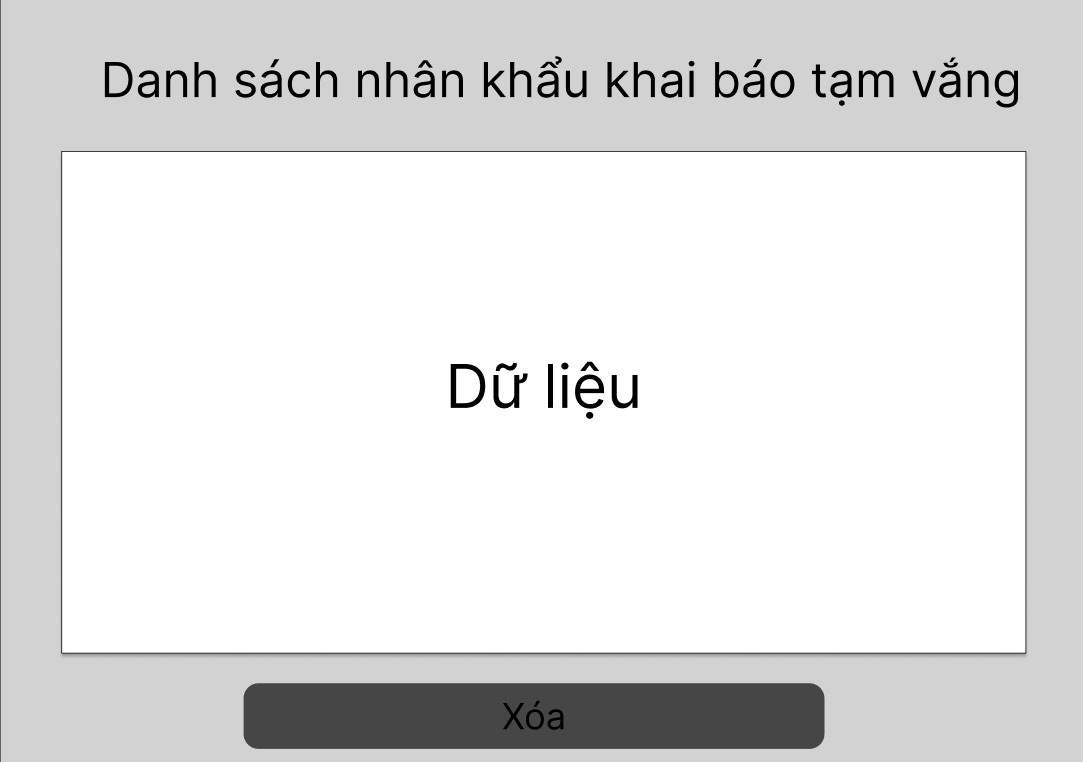 Danh sách nhân khẩu khai báo tạm vắng
Dữ liệu
Xóa